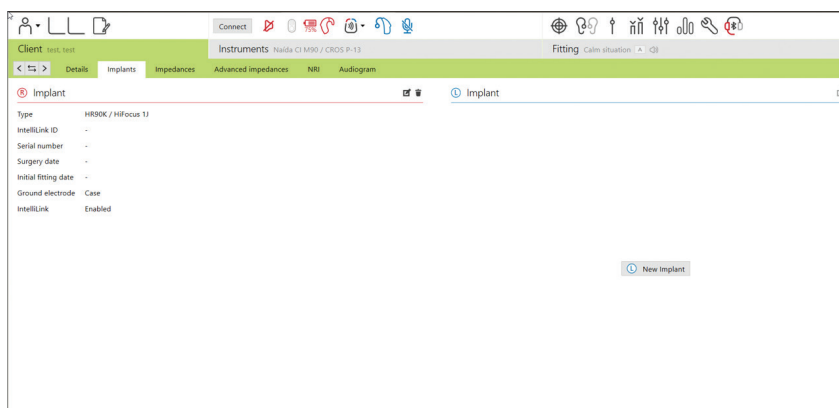 Connect
75%
Client test, test
Instruments Naída CI M90 / CROS P-13
Fitting Calm situation A
Details Implants Impedances Advanced impedances NRI Audiogram
R Implant
L Implant
Type HR90K / HiFocus 1J
IntelliLink ID -
Serial number -
Surgery date -
Initial fitting date -
Ground electrode Case
IntelliLink Enabled
L New Implant